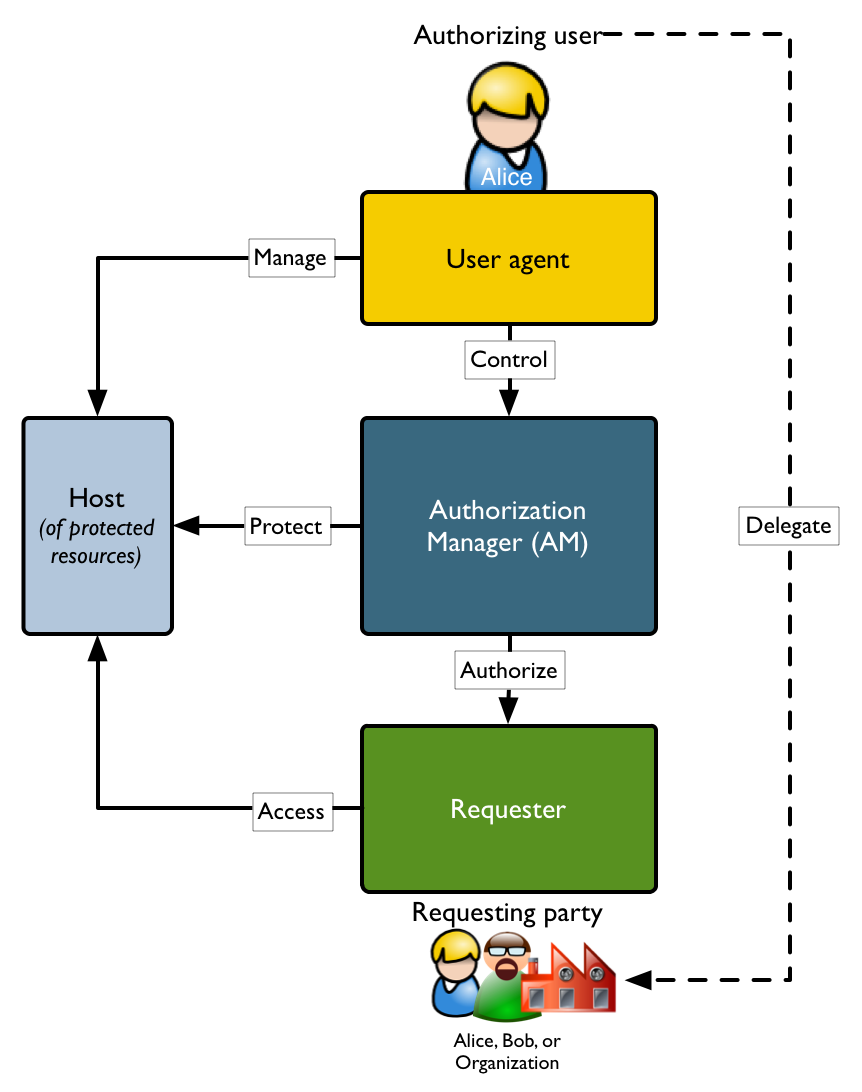 Authorizing user
Alice
User agent
Manage
Control
Host
(of protected
resources)
Protect
Authorization
Manager (AM)
Delegate
Authorize
Access
Requester
Requesting party
Alice, Bob, or
Organization